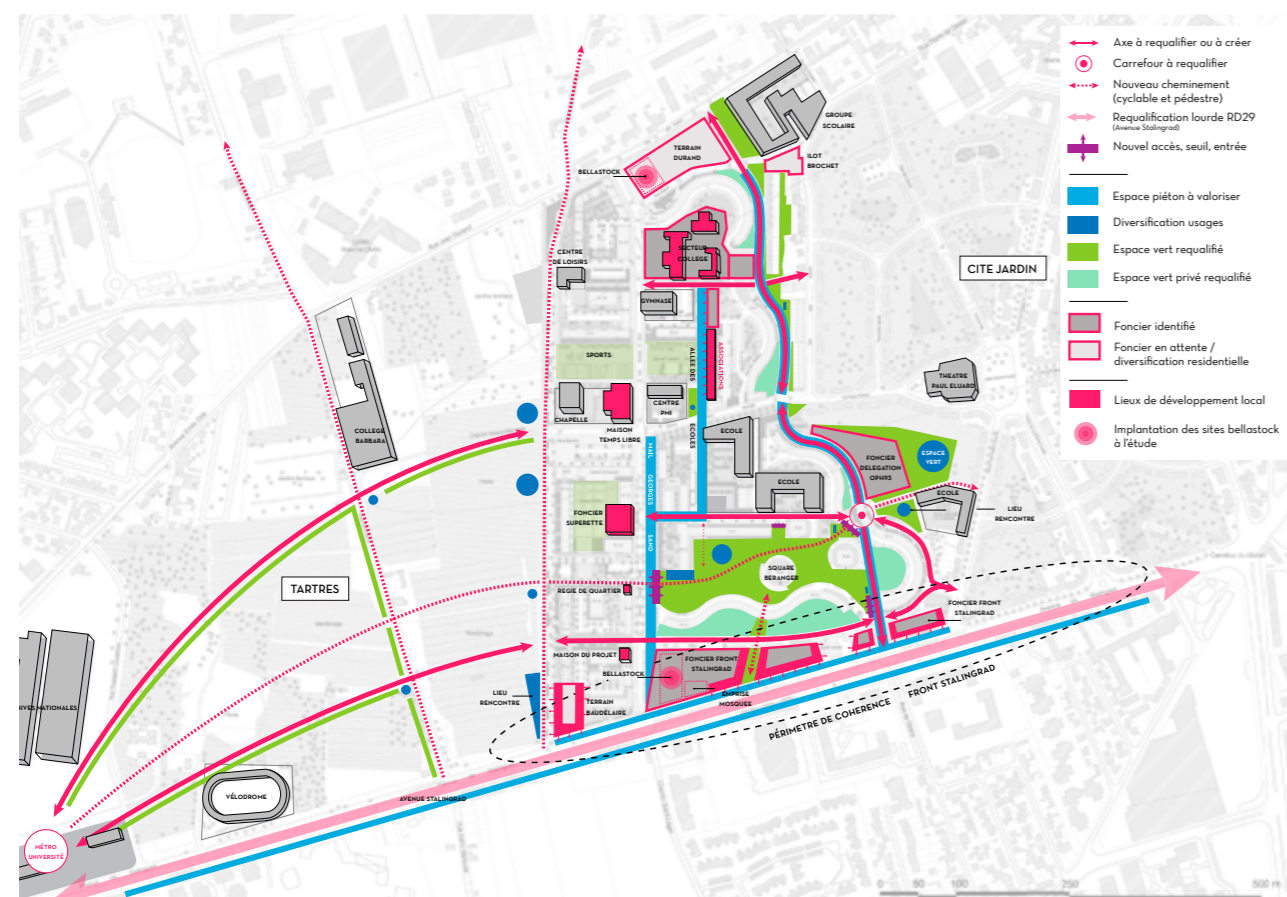 Axe à requalifier ou à créer
Carrefour à requalifier
Nouveau cheminement
(cyclable et pédestre)
Requalification lourde RD29
(Avenue Stalingrad)
Nouvel accès, seuil, entrée
Espace piéton à valoriser
Diversification usages
Espace vert requalifié
Espace vert privé requalifié
Foncier identifié
Foncier en attente /
diversification residentielle
Lieux de développement local
Implantation des sites bellastock
à l'étude
GROUPE
SCOLAIRE
TERRAIN
DURAND
ILOT
BROCHET
BELLASTOCK
SECTEUR
COLLEGE
CENTRE
DE LOISIRS
CITE JARDIN
GYMNASE
SPORTS
ALLEE DES
ECOLES
ASSOCIATIONS
THEATRE
PAUL ELUARD
CHAPELLE
MAISON
TEMPS LIBRE
CENTRE
PMI
COLLEGE
BARBARA
ECOLE
FONCIER
DELEGATION
OPH93
ESPACE
VERT
MAIL GEORGES SAND
ECOLE
ECOLE
LIEU
RENCONTRE
FONCIER
SUPERETTE
SQUARE
BERANGER
TARTRES
REGIE DE QUARTIER
FONCIER FRONT
STALINGRAD
MAISON DU PROJET
FONCIER FRONT
STALINGRAD
BELLASTOCK
EMPRISE
MOSQUEE
LIEU
RENCONTRE
TERRAIN
BAUDELAIRE
PÉRIMETRE DE COHERENCE FRONT STALINGRAD
IVES NATIONALES
VÉLODROME
AVENUE STALINGRAD
MÉTRO
UNIVERSITÉ
0 50 100 250 500 m